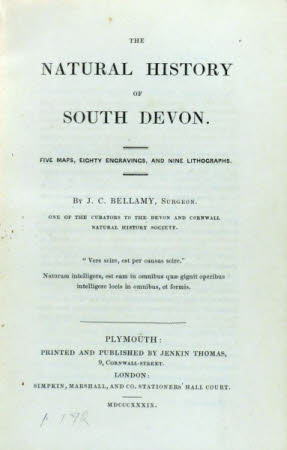 THE
NATURAL HISTORY
OF
SOUTH DEVON.
FIVE MAPS, EIGHTY ENGRAVINGS, AND NINE LITHOGRAPHS.
BY J. C. BELLAMY, SURGEON.
ONE OF THE CURATORS TO THE DEVON AND CORNWALL
NATURAL HISTORY SOCIETY.
"Vere scire, est per causas scire."
Naturam intelligere, est eam in omnibus quæ gignit operibus
intelligere locis in omnibus, et formis.
PLYMOUTH:
PRINTED AND PUBLISHED BY JENKIN THOMAS,
9, CORNWALL-STREET.
LONDON:
SIMPKIN, MARSHALL, AND CO. STATIONERS' HALL COURT.
MDCCCXXXIX.